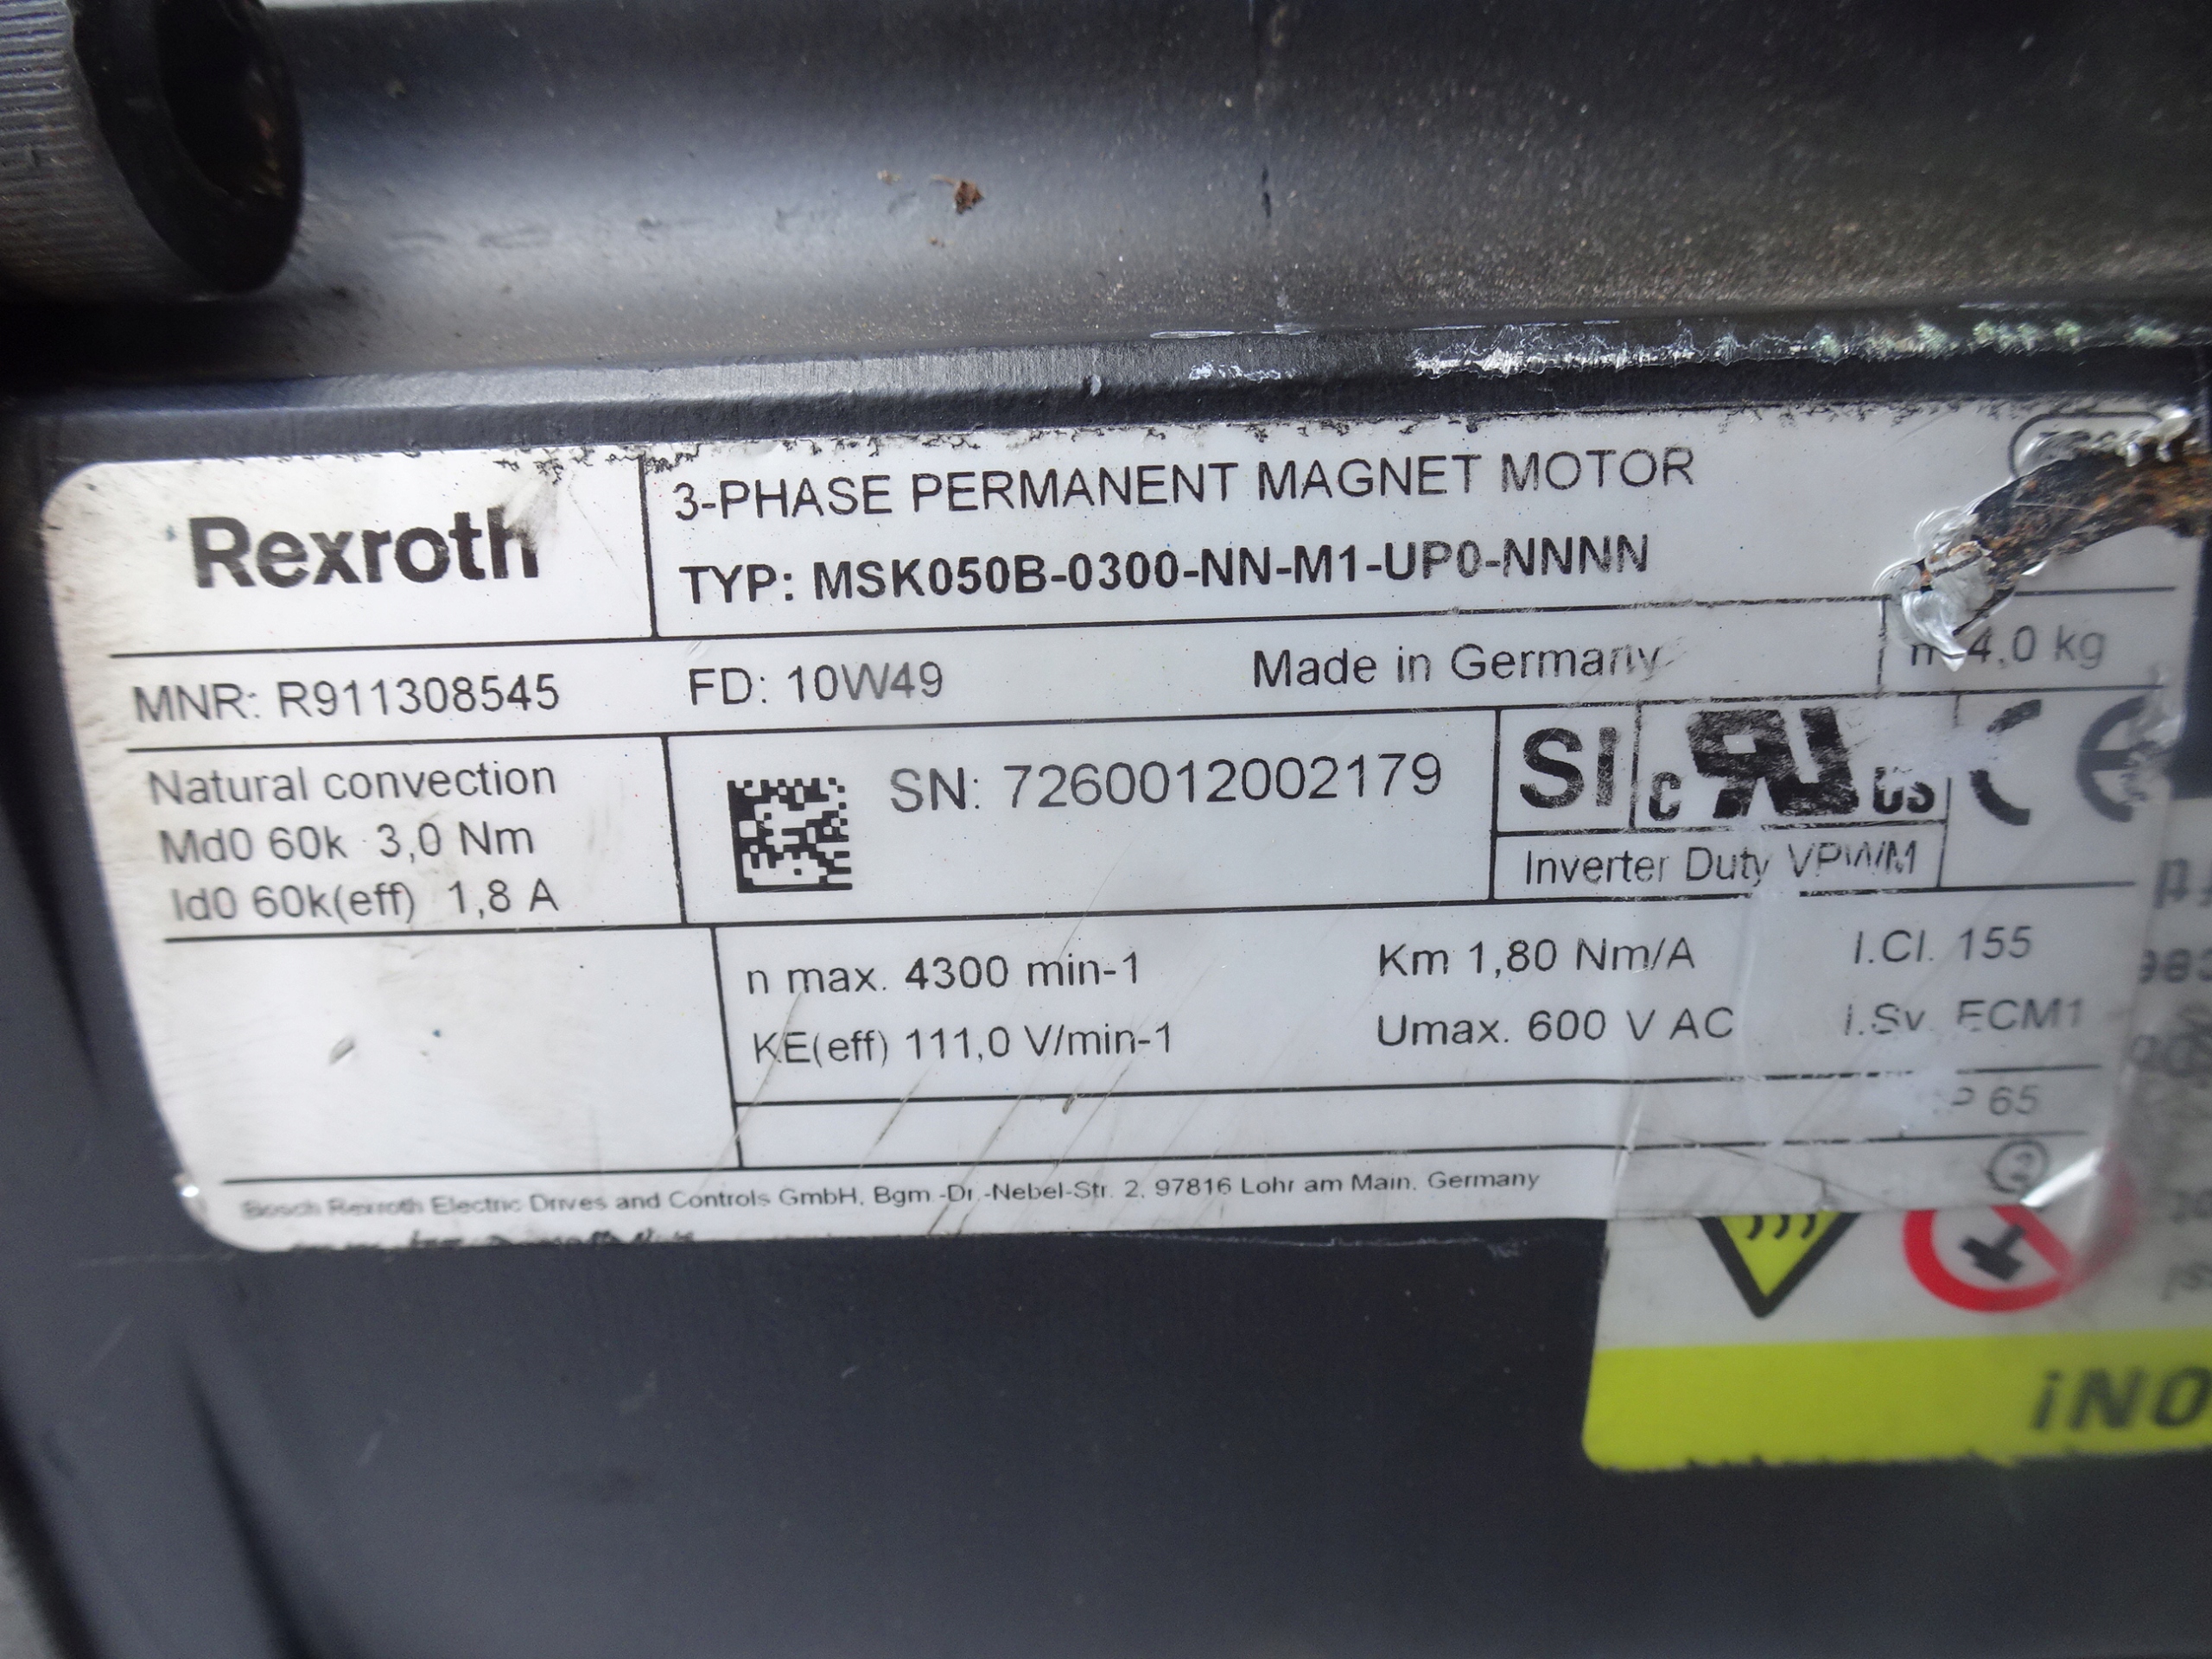 Rexroth
3-PHASE PERMANENT MAGNET MOTOR
TYP: MSK050B-0300-NN-M1-UP0-NNNN
MNR: R911308545 FD: 10W49 Made in Germany 4,0 kg
Natural convection
Md0 60k 3,0 Nm
Id0 60k(eff) 1,8 A
SN: 7260012002179
SI c RU US CE
Inverter Duty VPWM
n max. 4300 min-1 Km 1,80 Nm/A I.Cl. 155
KE(eff) 111,0 V/min-1 Umax. 600 V AC I.Sv. ECM1
65
2
Bosch Rexroth Electric Drives and Controls GmbH, Bgm.-Dr.-Nebel-Str. 2, 97816 Lohr am Main, Germany